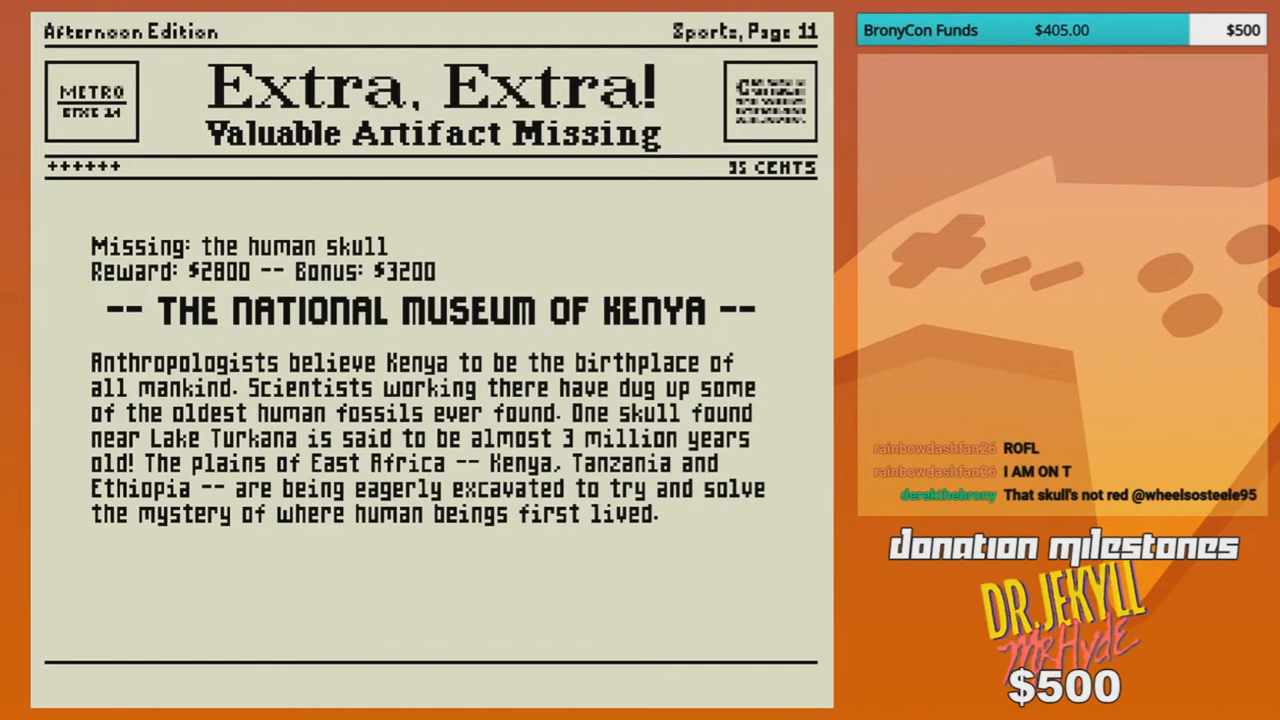 Afternoon Edition
Sports, Page 11
METRO
Extra, Extra!
Valuable Artifact Missing
++++++
35 CENTS
Missing: the human skull
Reward: $2800 -- Bonus: $3200
-- THE NATIONAL MUSEUM OF KENYA --
Anthropologists believe Kenya to be the birthplace of
all mankind. Scientists working there have dug up some
of the oldest human fossils ever found. One skull found
near Lake Turkana is said to be almost 3 million years
old! The plains of East Africa -- Kenya, Tanzania and
Ethiopia -- are being eagerly excavated to try and solve
the mystery of where human beings first lived.
BronyCon Funds $405.00 $500
rainbowdashfan26 ROFL
rainbowdashfan26 I AM ON T
derekthebrony That skull's not red @wheelsosteele95
donation milestones
DR. JEKYLL
MR. Hyde
$500